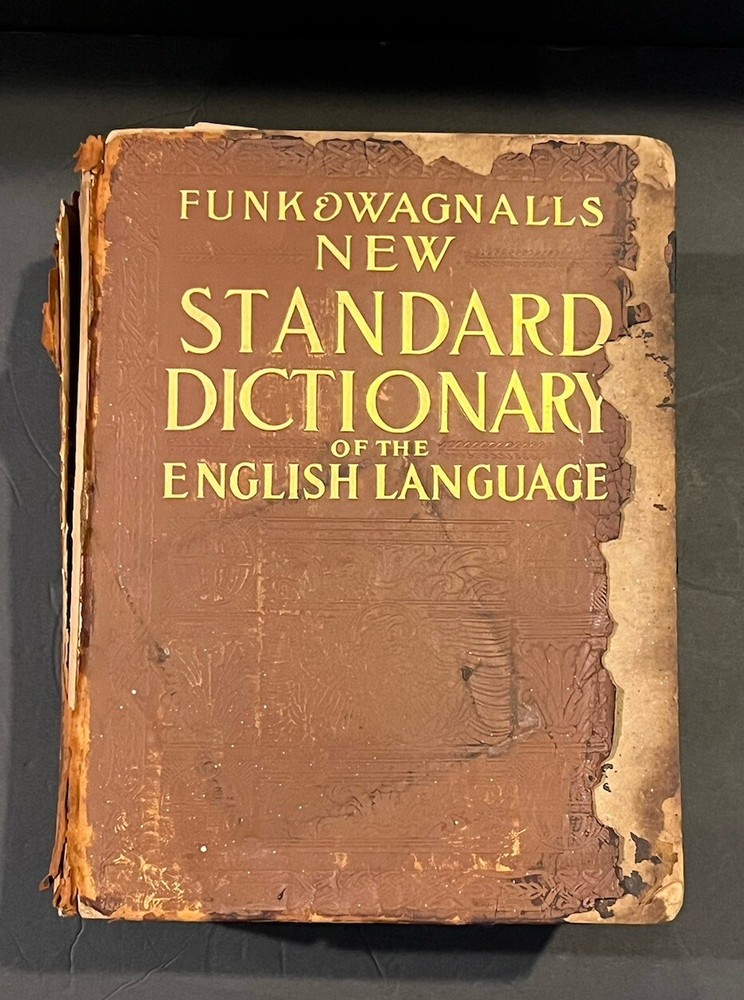 FUNK & WAGNALLS
NEW
STANDARD
DICTIONARY
OF THE
ENGLISH LANGUAGE